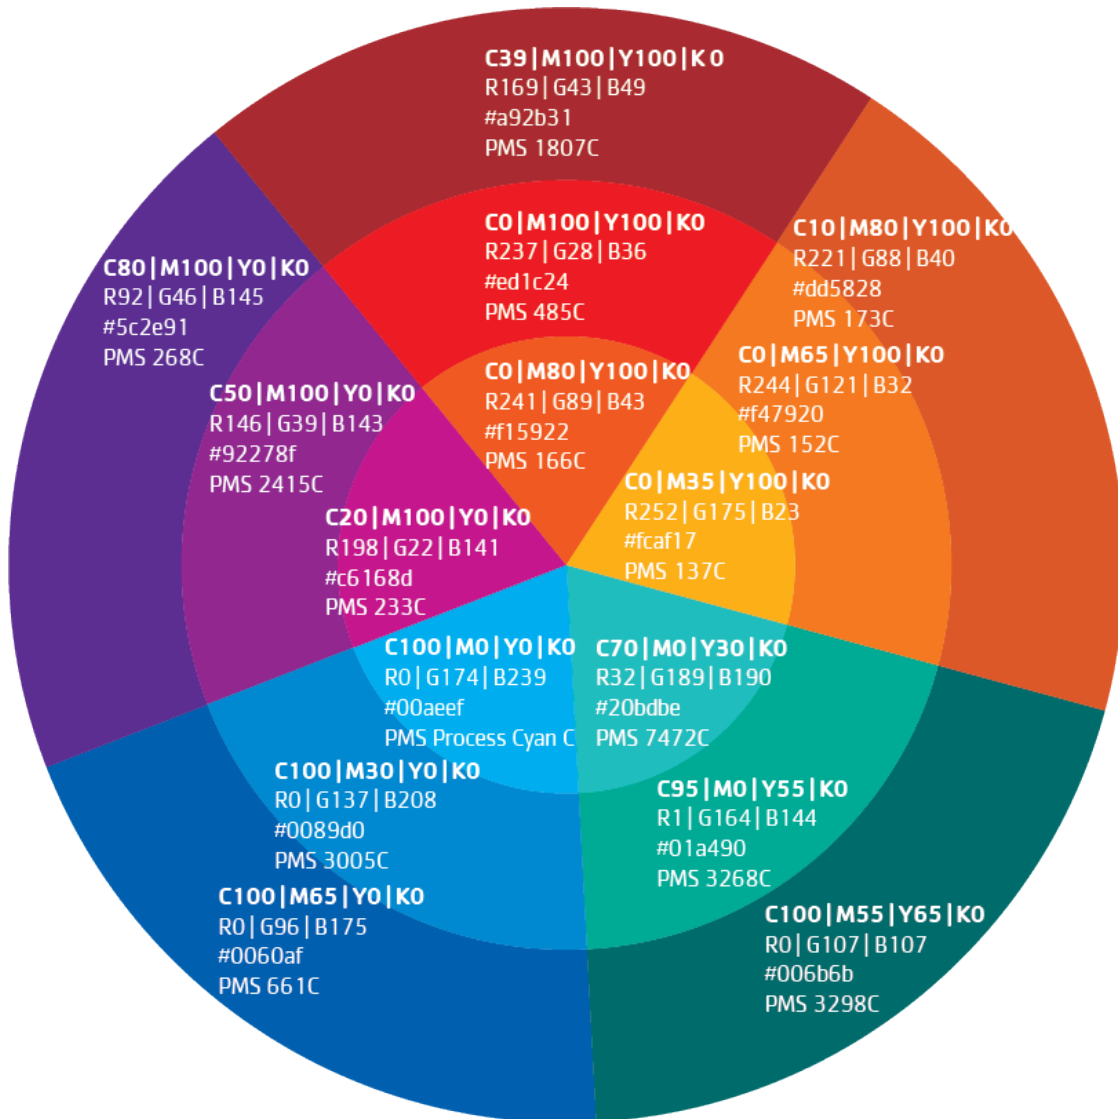 C39|M100|Y100|K 0
R169|G43|B49
#a92b31
PMS 1807C
C0|M100|Y100|K0
R237|G28|B36
#ed1c24
PMS 485C
C0|M80|Y100|K0
R241|G89|B43
#f15922
PMS 166C
C10|M80|Y100|K0
R221|G88|B40
#dd5828
PMS 173C
C0|M65|Y100|K0
R244|G121|B32
#f47920
PMS 152C
C0|M35|Y100|K0
R252|G175|B23
#fcaf17
PMS 137C
C80|M100|Y0|K0
R92|G46|B145
#5c2e91
PMS 268C
C50|M100|Y0|K0
R146|G39|B143
#92278f
PMS 2415C
C20|M100|Y0|K0
R198|G22|B141
#c6168d
PMS 233C
C100|M0|Y0|K0
R0|G174|B239
#00aeef
PMS Process Cyan C
C100|M30|Y0|K0
R0|G137|B208
#0089d0
PMS 3005C
C100|M65|Y0|K0
R0|G96|B175
#0060af
PMS 661C
C70|M0|Y30|K0
R32|G189|B190
#20bdbe
PMS 7472C
C95|M0|Y55|K0
R1|G164|B144
#01a490
PMS 3268C
C100|M55|Y65|K0
R0|G107|B107
#006b6b
PMS 3298C